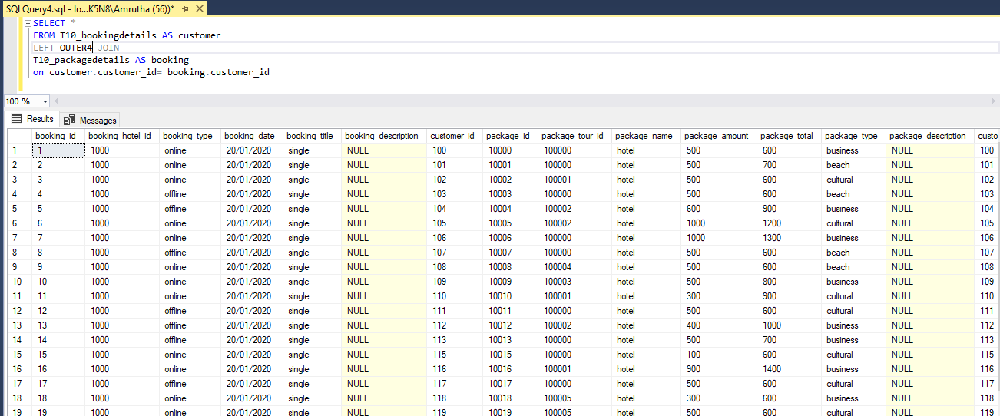 SQLQuery4.sql - lo...K5N8\Amrutha (56))*
SELECT *
FROM T10_bookingdetails AS customer
LEFT OUTER4 JOIN
T10_packagedetails AS booking
on customer.customer_id= booking.customer_id
100 %
Results Messages
booking_id booking_hotel_id booking_type booking_date booking_title booking_description customer_id package_id package_tour_id package_name package_amount package_total package_type package_description custo
1 1 1000 online 20/01/2020 single NULL 100 10000 100000 hotel 500 600 business NULL 100
2 2 1000 online 20/01/2020 single NULL 101 10001 100000 hotel 500 700 beach NULL 101
3 3 1000 online 20/01/2020 single NULL 102 10002 100001 hotel 500 600 cultural NULL 102
4 4 1000 offline 20/01/2020 single NULL 103 10003 100000 hotel 500 600 beach NULL 103
5 5 1000 offline 20/01/2020 single NULL 104 10004 100002 hotel 600 900 business NULL 104
6 6 1000 online 20/01/2020 single NULL 105 10005 100002 hotel 1000 1200 cultural NULL 105
7 7 1000 online 20/01/2020 single NULL 106 10006 100000 hotel 1000 1300 business NULL 106
8 8 1000 offline 20/01/2020 single NULL 107 10007 100000 hotel 500 600 beach NULL 107
9 9 1000 online 20/01/2020 single NULL 108 10008 100004 hotel 500 600 beach NULL 108
10 10 1000 online 20/01/2020 single NULL 109 10009 100003 hotel 500 800 business NULL 109
11 11 1000 online 20/01/2020 single NULL 110 10010 100001 hotel 300 900 cultural NULL 110
12 12 1000 offline 20/01/2020 single NULL 111 10011 100000 hotel 500 600 cultural NULL 111
13 13 1000 offline 20/01/2020 single NULL 112 10012 100002 hotel 400 1000 business NULL 112
14 14 1000 offline 20/01/2020 single NULL 113 10013 100000 hotel 500 700 business NULL 113
15 15 1000 online 20/01/2020 single NULL 115 10015 100000 hotel 100 600 cultural NULL 115
16 16 1000 online 20/01/2020 single NULL 116 10016 100001 hotel 900 1400 business NULL 116
17 17 1000 offline 20/01/2020 single NULL 117 10017 100000 hotel 500 600 cultural NULL 117
18 18 1000 online 20/01/2020 single NULL 118 10018 100005 hotel 300 600 business NULL 118
19 19 1000 online 20/01/2020 single NULL 119 10019 100005 hotel 500 600 cultural NULL 119